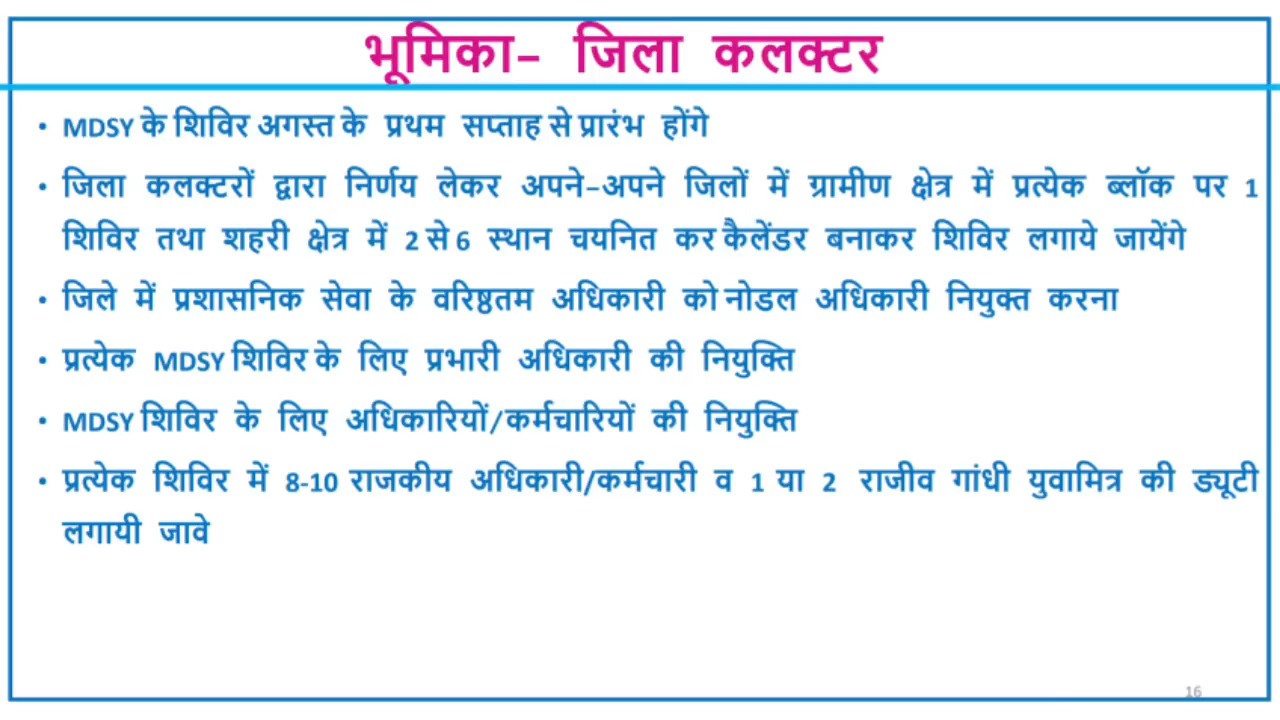 भूमिका– जिला कलक्टर
• MDSY के शिविर अगस्त के प्रथम सप्ताह से प्रारंभ होंगे
• जिला कलक्टरों द्वारा निर्णय लेकर अपने–अपने जिलों में ग्रामीण क्षेत्र में प्रत्येक ब्लॉक पर 1
शिविर तथा शहरी क्षेत्र में 2 से 6 स्थान चयनित कर कैलेंडर बनाकर शिविर लगाये जायेंगे
• जिले में प्रशासनिक सेवा के वरिष्ठतम अधिकारी को नोडल अधिकारी नियुक्त करना
• प्रत्येक MDSY शिविर के लिए प्रभारी अधिकारी की नियुक्ति
• MDSY शिविर के लिए अधिकारियों/कर्मचारियों की नियुक्ति
• प्रत्येक शिविर में 8-10 राजकीय अधिकारी/कर्मचारी व 1 या 2 राजीव गांधी युवामित्र की ड्यूटी
लगायी जावे
16